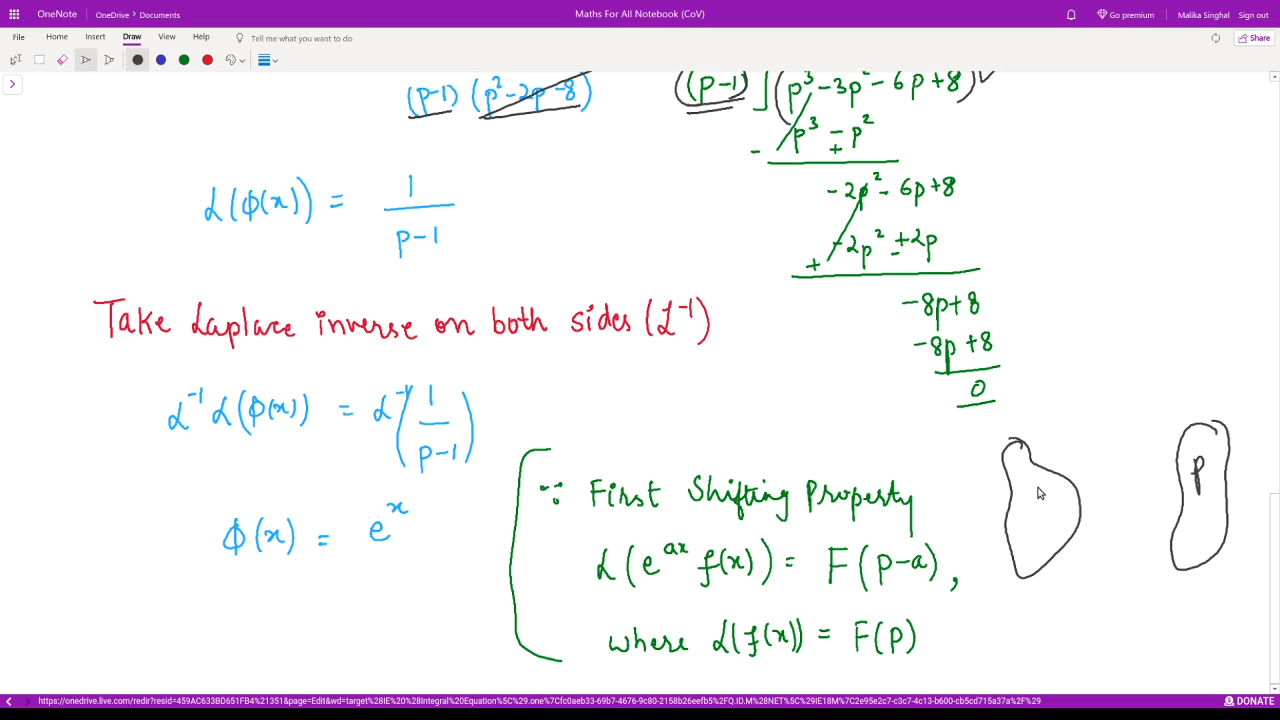 OneNote OneDrive › Documents Maths For All Notebook (CoV) Go premium Malika Singhal Sign out
File Home Insert Draw View Help Tell me what you want to do Share
(p-1) (p² - 2p - 8)
(p-1) ] (p³ - 3p² - 6p + 8)
p³ - p²
- +
-2p² - 6p + 8
-2p² + 2p
+ -
-8p + 8
-8p + 8
0
L(ϕ(x)) = 1/(p-1)
Take Laplace inverse on both sides (L⁻¹)
L⁻¹ L(ϕ(x)) = L⁻¹(1/(p-1))
ϕ(x) = eˣ
∵ First Shifting Property
L(e^{ax} f(x)) = F(p-a),
where L(f(x)) = F(p)
p
DONATE